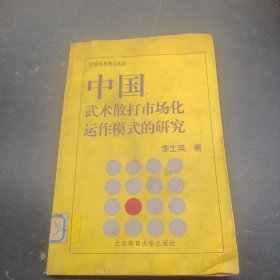 中国
武术散打市场化
运作模式的研究
李士英 著
北京体育大学出版社